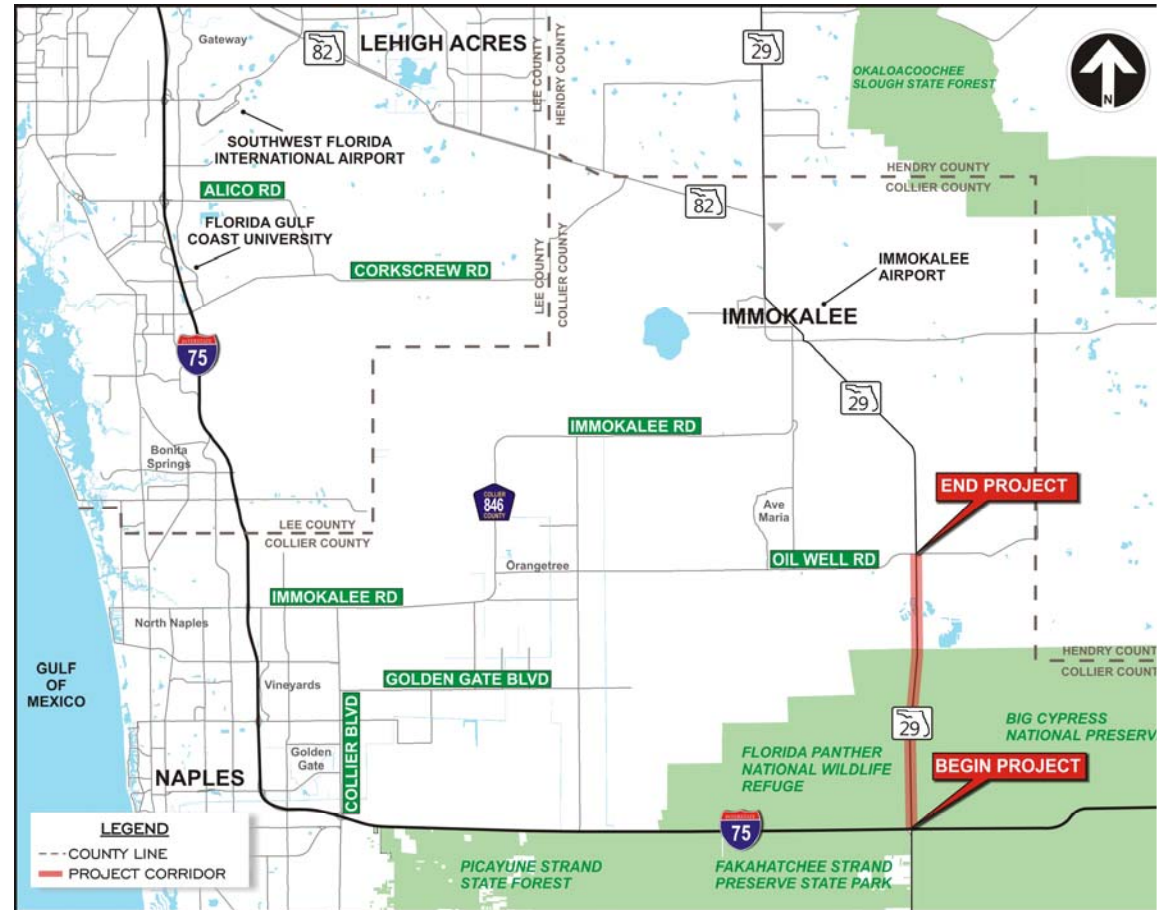 Gateway
LEHIGH ACRES
82
29
LEE COUNTY
HENDRY COUNTY
OKALOACOOCHEE
SLOUGH STATE FOREST
N
SOUTHWEST FLORIDA
INTERNATIONAL AIRPORT
HENDRY COUNTY
COLLIER COUNTY
ALICO RD
82
FLORIDA GULF
COAST UNIVERSITY
CORKSCREW RD
LEE COUNTY
COLLIER COUNTY
IMMOKALEE
AIRPORT
IMMOKALEE
75
29
IMMOKALEE RD
Bonita
Springs
END PROJECT
COLLIER
846
COUNTY
Ave
Maria
LEE COUNTY
COLLIER COUNTY
OIL WELL RD
Orangetree
IMMOKALEE RD
North Naples
HENDRY COUNT
COLLIER COUNT
GULF
OF
MEXICO
Vineyards
GOLDEN GATE BLVD
COLLIER BLVD
29
BIG CYPRESS
NATIONAL PRESERV
Golden
Gate
FLORIDA PANTHER
NATIONAL WILDLIFE
REFUGE
BEGIN PROJECT
NAPLES
LEGEND
COUNTY LINE
PROJECT CORRIDOR
75
PICAYUNE STRAND
STATE FOREST
FAKAHATCHEE STRAND
PRESERVE STATE PARK